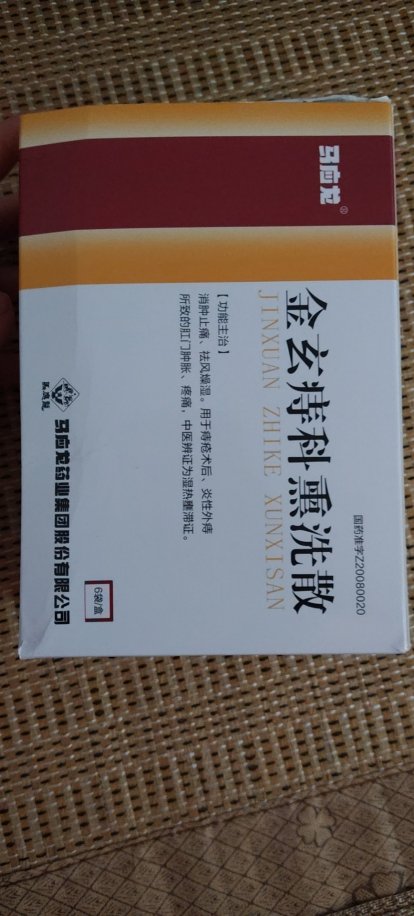 马应龙®
国药准字Z20080020
金玄痔科熏洗散
JINXUAN ZHIKE XUNXISAN
【功能主治】
消肿止痛、祛风燥湿。用于痔疮术后、炎性外痔
所致的肛门肿胀、疼痛，中医辨证为湿热壅滞证。
6袋/盒
马应龙药业集团股份有限公司